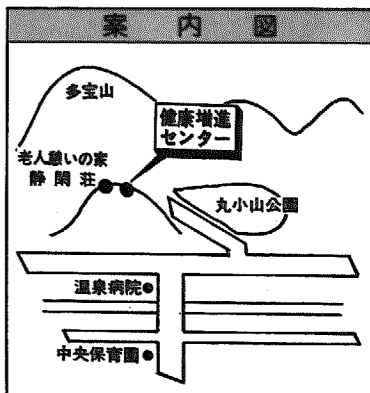 案内図
多宝山
健康増進
センター
老人憩いの家
静閑荘
丸小山公園
温泉病院
中央保育園